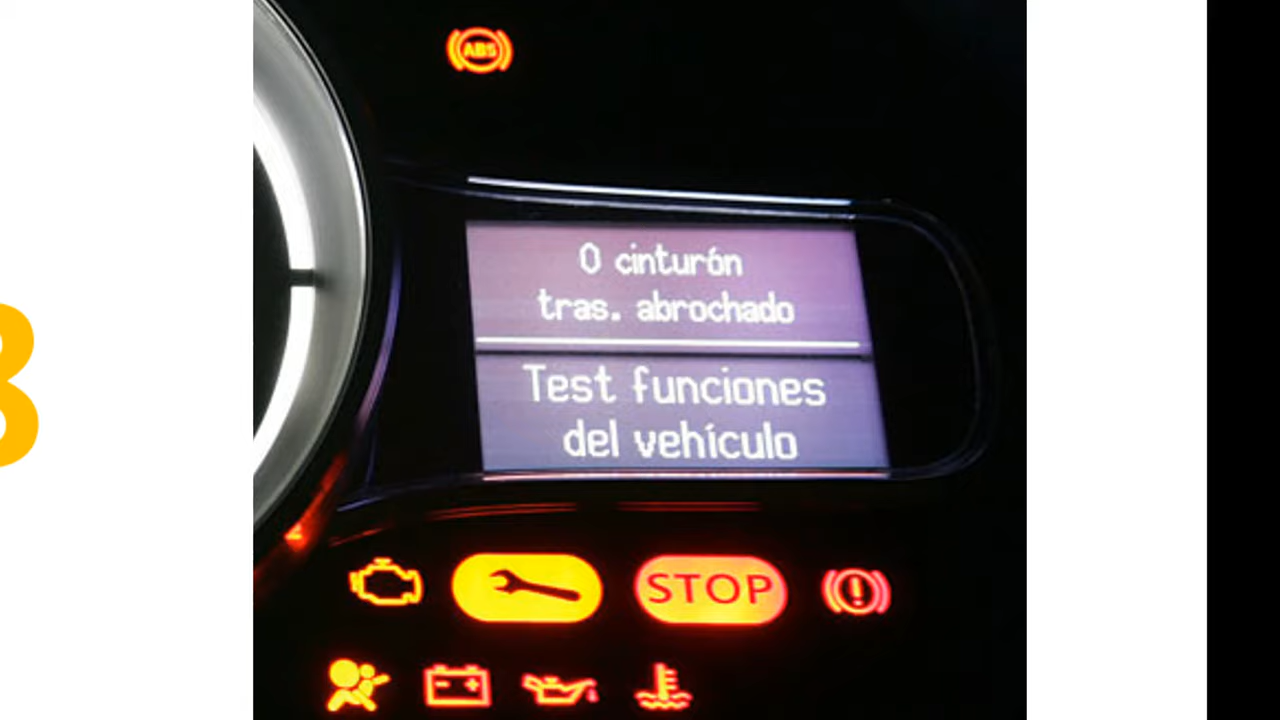 ABS
0 cinturón
tras. abrochado
Test funciones
del vehículo
STOP